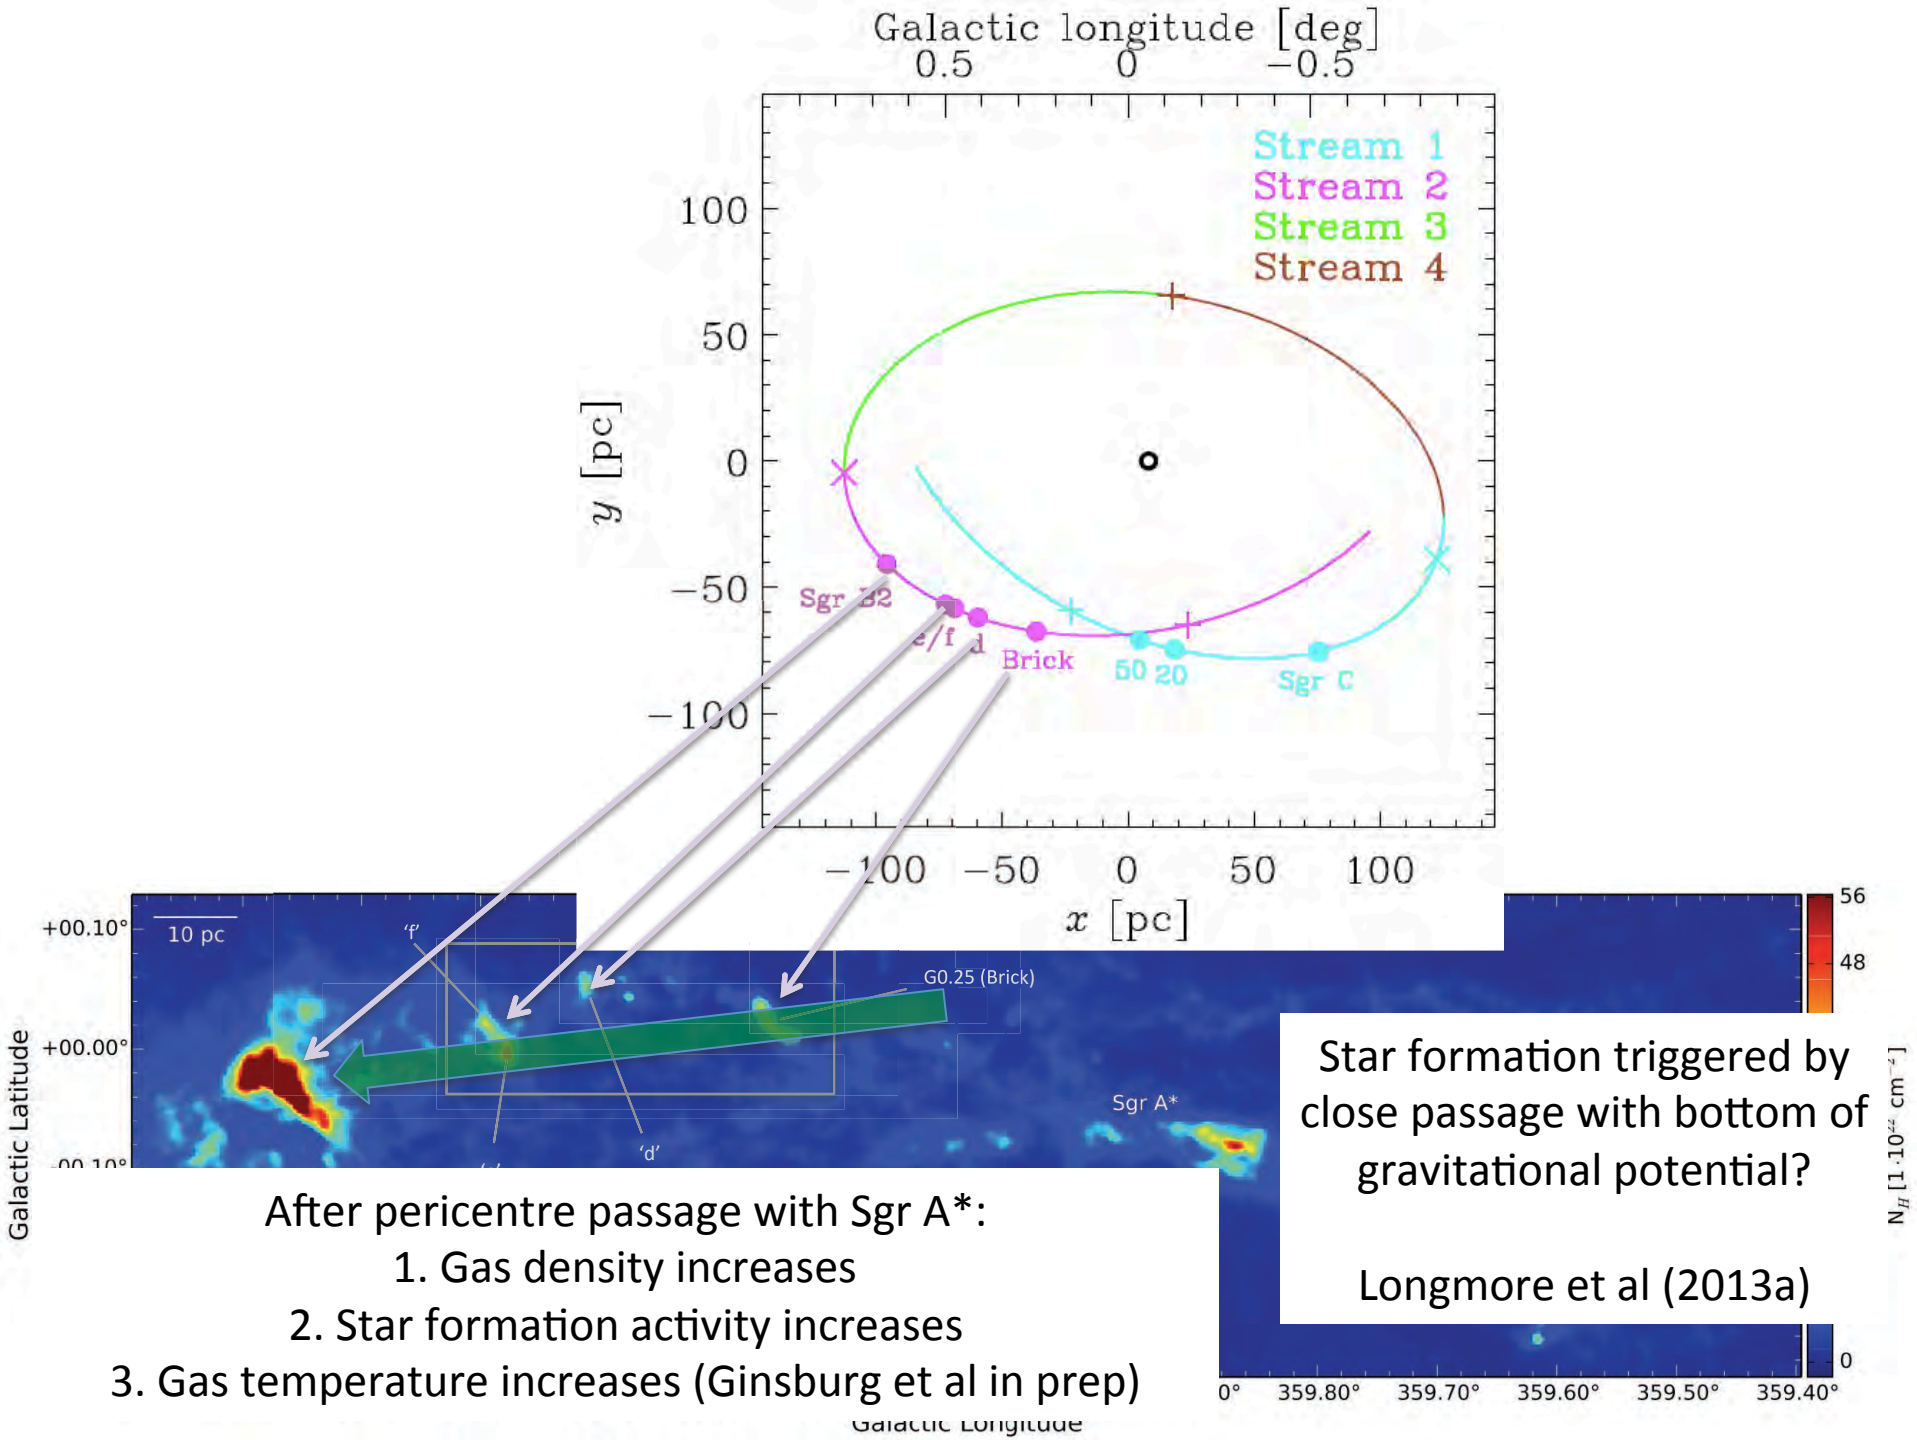 Galactic longitude [deg]
0.5 0 −0.5
Stream 1
Stream 2
Stream 3
Stream 4
100
50
0
−50
−100
y [pc]
Sgr B2
e/f d
Brick
50 20
Sgr C
−100 −50 0 50 100
x [pc]
+00.10°
+00.00°
-00.10°
Galactic Latitude
10 pc
‘f’
G0.25 (Brick)
‘d’
Sgr A*
56
48
0
Star formation triggered by
close passage with bottom of
gravitational potential?
Longmore et al (2013a)
After pericentre passage with Sgr A*:
1. Gas density increases
2. Star formation activity increases
3. Gas temperature increases (Ginsburg et al in prep)
0° 359.80° 359.70° 359.60° 359.50° 359.40°
Galactic Longitude